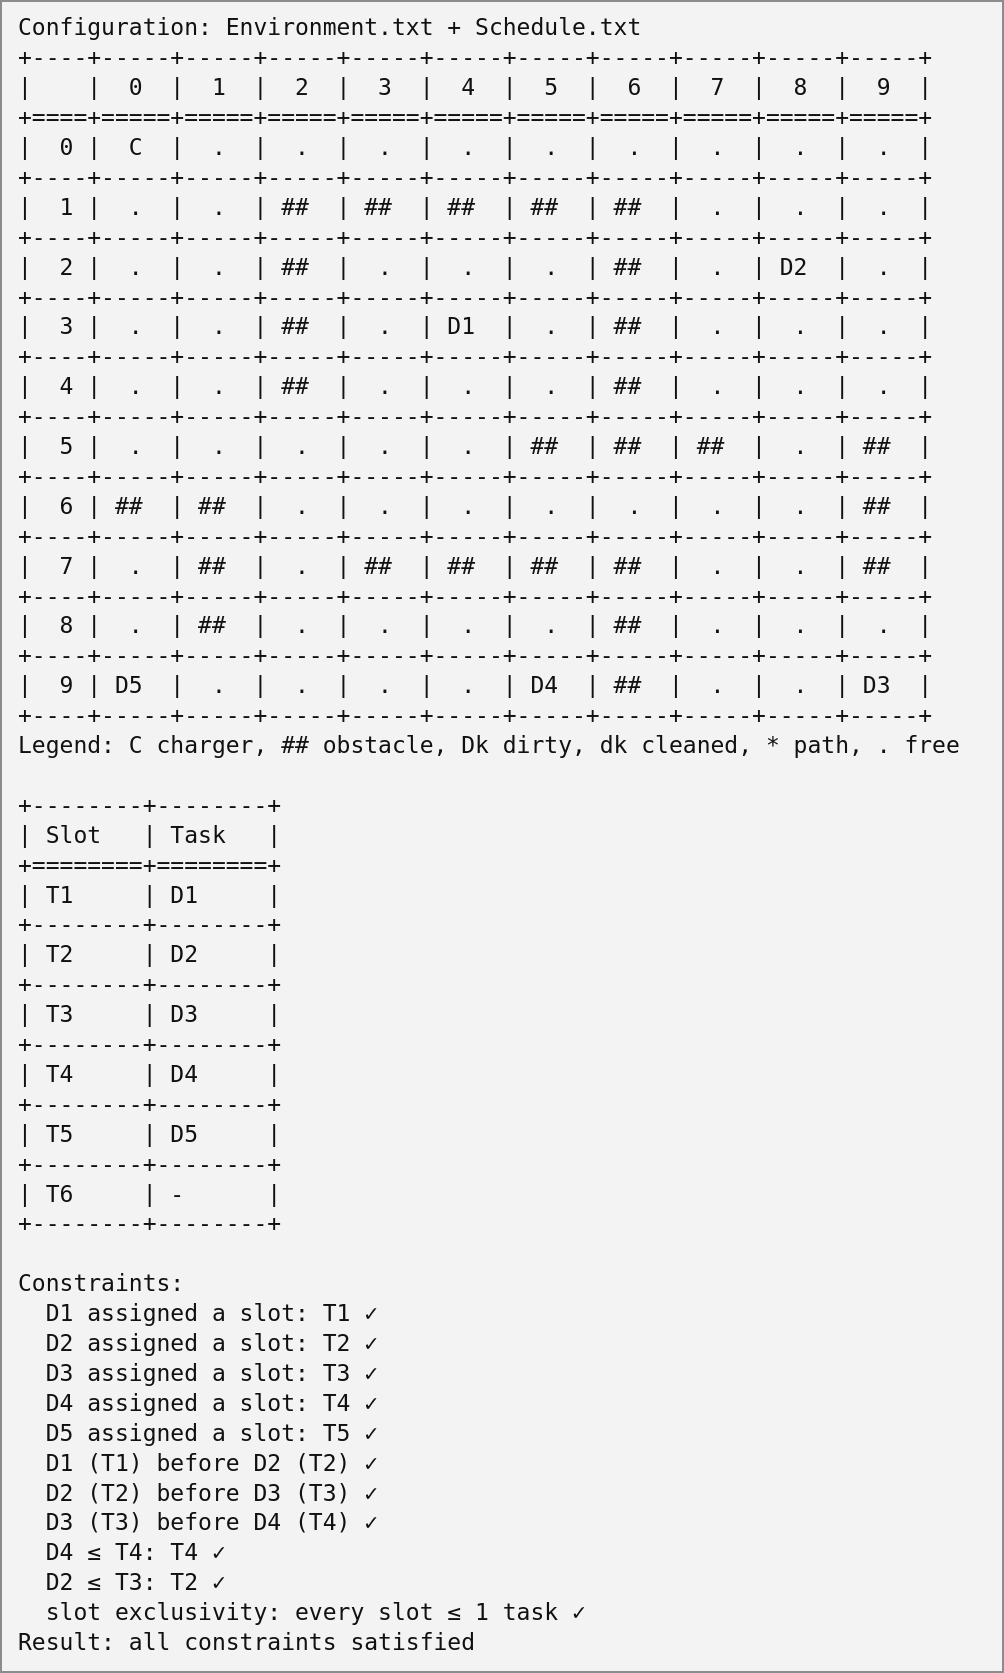 Configuration: Environment.txt + Schedule.txt
+----+-----+-----+-----+-----+-----+-----+-----+-----+-----+-----+
|    |  0  |  1  |  2  |  3  |  4  |  5  |  6  |  7  |  8  |  9  |
+====+=====+=====+=====+=====+=====+=====+=====+=====+=====+=====+
|  0 |  C  |  .  |  .  |  .  |  .  |  .  |  .  |  .  |  .  |  .  |
+----+-----+-----+-----+-----+-----+-----+-----+-----+-----+-----+
|  1 |  .  |  .  | ##  | ##  | ##  | ##  | ##  |  .  |  .  |  .  |
+----+-----+-----+-----+-----+-----+-----+-----+-----+-----+-----+
|  2 |  .  |  .  | ##  |  .  |  .  |  .  | ##  |  .  | D2  |  .  |
+----+-----+-----+-----+-----+-----+-----+-----+-----+-----+-----+
|  3 |  .  |  .  | ##  |  .  | D1  |  .  | ##  |  .  |  .  |  .  |
+----+-----+-----+-----+-----+-----+-----+-----+-----+-----+-----+
|  4 |  .  |  .  | ##  |  .  |  .  |  .  | ##  |  .  |  .  |  .  |
+----+-----+-----+-----+-----+-----+-----+-----+-----+-----+-----+
|  5 |  .  |  .  |  .  |  .  |  .  | ##  | ##  | ##  |  .  | ##  |
+----+-----+-----+-----+-----+-----+-----+-----+-----+-----+-----+
|  6 | ##  | ##  |  .  |  .  |  .  |  .  |  .  |  .  |  .  | ##  |
+----+-----+-----+-----+-----+-----+-----+-----+-----+-----+-----+
|  7 |  .  | ##  |  .  | ##  | ##  | ##  | ##  |  .  |  .  | ##  |
+----+-----+-----+-----+-----+-----+-----+-----+-----+-----+-----+
|  8 |  .  | ##  |  .  |  .  |  .  |  .  | ##  |  .  |  .  |  .  |
+----+-----+-----+-----+-----+-----+-----+-----+-----+-----+-----+
|  9 | D5  |  .  |  .  |  .  |  .  | D4  | ##  |  .  |  .  | D3  |
+----+-----+-----+-----+-----+-----+-----+-----+-----+-----+-----+
Legend: C charger, ## obstacle, Dk dirty, dk cleaned, * path, . free

+--------+--------+
| Slot   | Task   |
+========+========+
| T1     | D1     |
+--------+--------+
| T2     | D2     |
+--------+--------+
| T3     | D3     |
+--------+--------+
| T4     | D4     |
+--------+--------+
| T5     | D5     |
+--------+--------+
| T6     | -      |
+--------+--------+

Constraints:
  D1 assigned a slot: T1 ✓
  D2 assigned a slot: T2 ✓
  D3 assigned a slot: T3 ✓
  D4 assigned a slot: T4 ✓
  D5 assigned a slot: T5 ✓
  D1 (T1) before D2 (T2) ✓
  D2 (T2) before D3 (T3) ✓
  D3 (T3) before D4 (T4) ✓
  D4 ≤ T4: T4 ✓
  D2 ≤ T3: T2 ✓
  slot exclusivity: every slot ≤ 1 task ✓
Result: all constraints satisfied